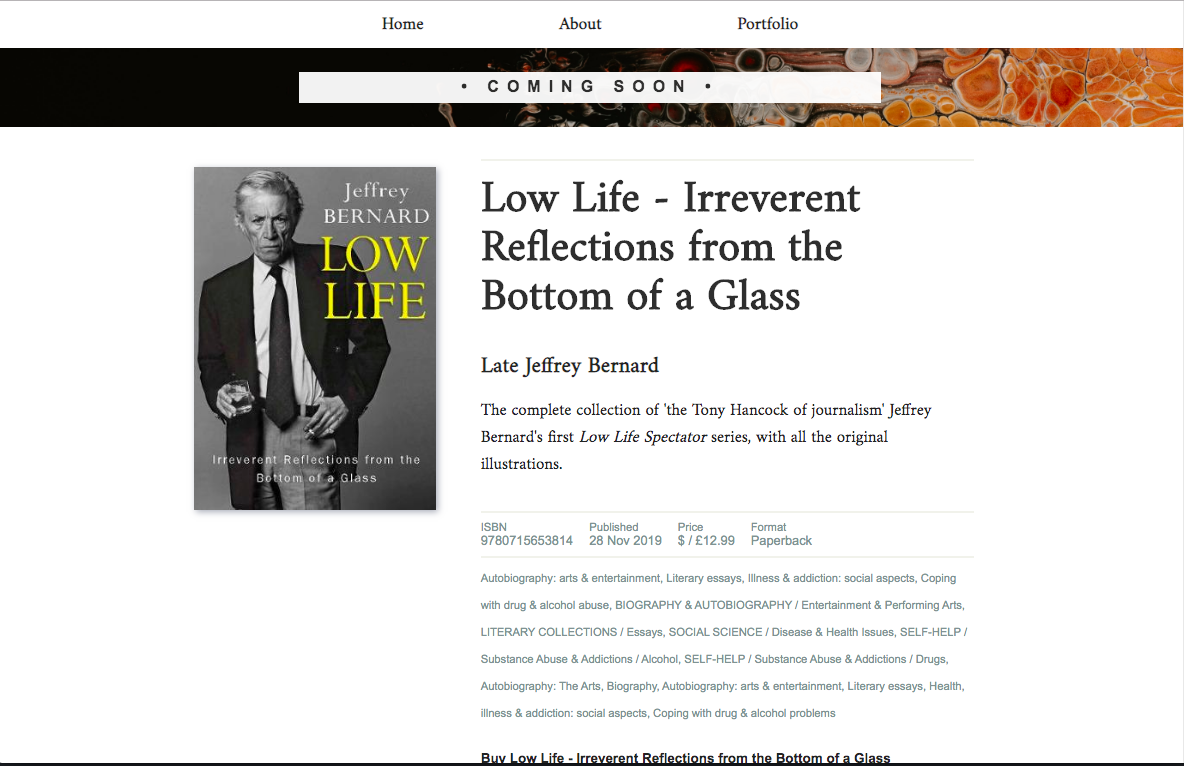 Home About Portfolio
• COMING SOON •
Jeffrey
BERNARD
LOW
LIFE
Irreverent Reflections from the
Bottom of a Glass
Low Life - Irreverent
Reflections from the
Bottom of a Glass
Late Jeffrey Bernard
The complete collection of 'the Tony Hancock of journalism' Jeffrey
Bernard's first Low Life Spectator series, with all the original
illustrations.
ISBN Published Price Format
9780715653814 28 Nov 2019 $ / £12.99 Paperback
Autobiography: arts & entertainment, Literary essays, Illness & addiction: social aspects, Coping
with drug & alcohol abuse, BIOGRAPHY & AUTOBIOGRAPHY / Entertainment & Performing Arts,
LITERARY COLLECTIONS / Essays, SOCIAL SCIENCE / Disease & Health Issues, SELF-HELP /
Substance Abuse & Addictions / Alcohol, SELF-HELP / Substance Abuse & Addictions / Drugs,
Autobiography: The Arts, Biography, Autobiography: arts & entertainment, Literary essays, Health,
illness & addiction: social aspects, Coping with drug & alcohol problems
Buy Low Life - Irreverent Reflections from the Bottom of a Glass